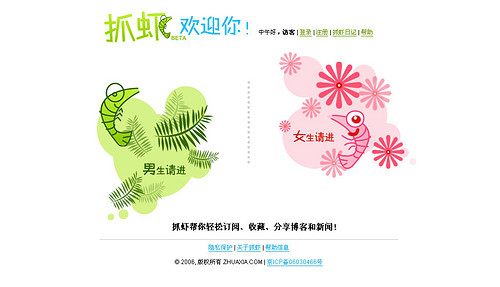 抓虾 BETA 欢迎你！ 中午好，访客 | 登录 | 注册 | 抓虾日记 | 帮助
男生请进
女生请进
抓虾帮你轻松订阅、收藏、分享博客和新闻！
隐私保护 | 关于抓虾 | 帮助信息
© 2006, 版权所有 ZHUAXIA.COM | 京ICP备06030466号